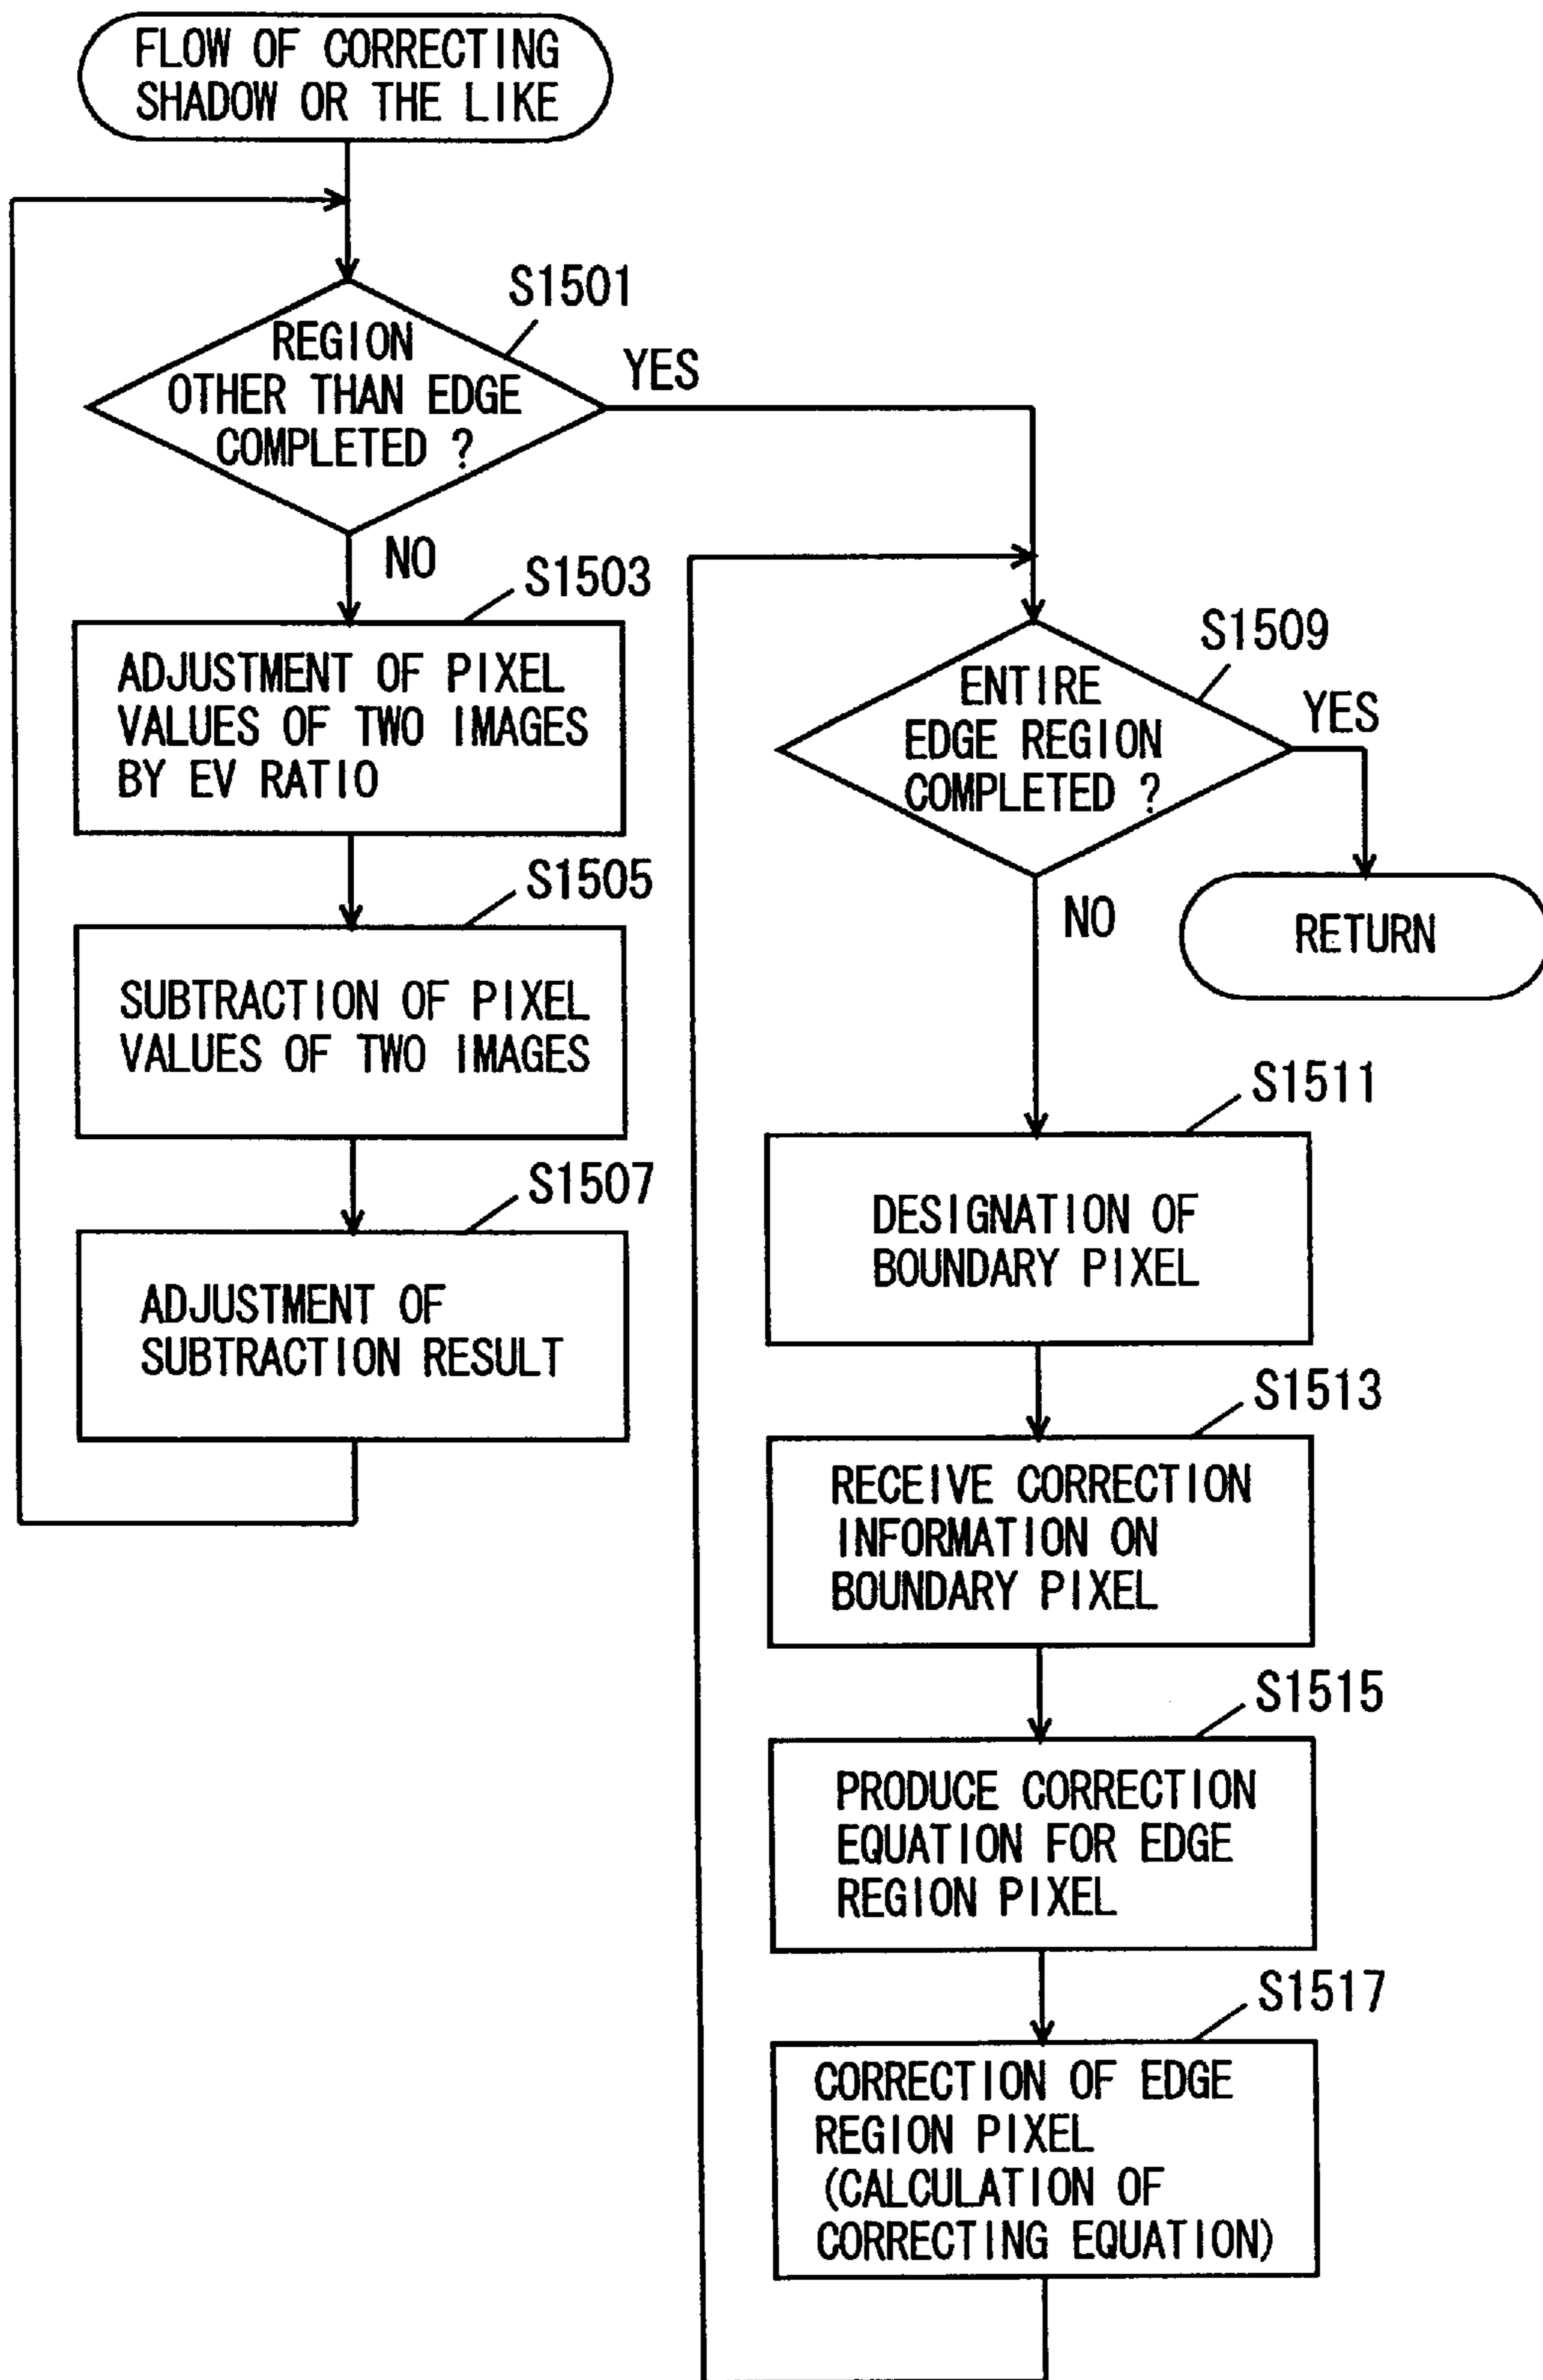 FLOW OF CORRECTING
SHADOW OR THE LIKE
S1501
REGION
OTHER THAN EDGE
COMPLETED ?
YES
NO
S1503
ADJUSTMENT OF PIXEL
VALUES OF TWO IMAGES
BY EV RATIO
S1505
SUBTRACTION OF PIXEL
VALUES OF TWO IMAGES
S1507
ADJUSTMENT OF
SUBTRACTION RESULT
S1509
ENTIRE
EDGE REGION
COMPLETED ?
YES
NO
RETURN
S1511
DESIGNATION OF
BOUNDARY PIXEL
S1513
RECEIVE CORRECTION
INFORMATION ON
BOUNDARY PIXEL
S1515
PRODUCE CORRECTION
EQUATION FOR EDGE
REGION PIXEL
S1517
CORRECTION OF EDGE
REGION PIXEL
(CALCULATION OF
CORRECTING EQUATION)